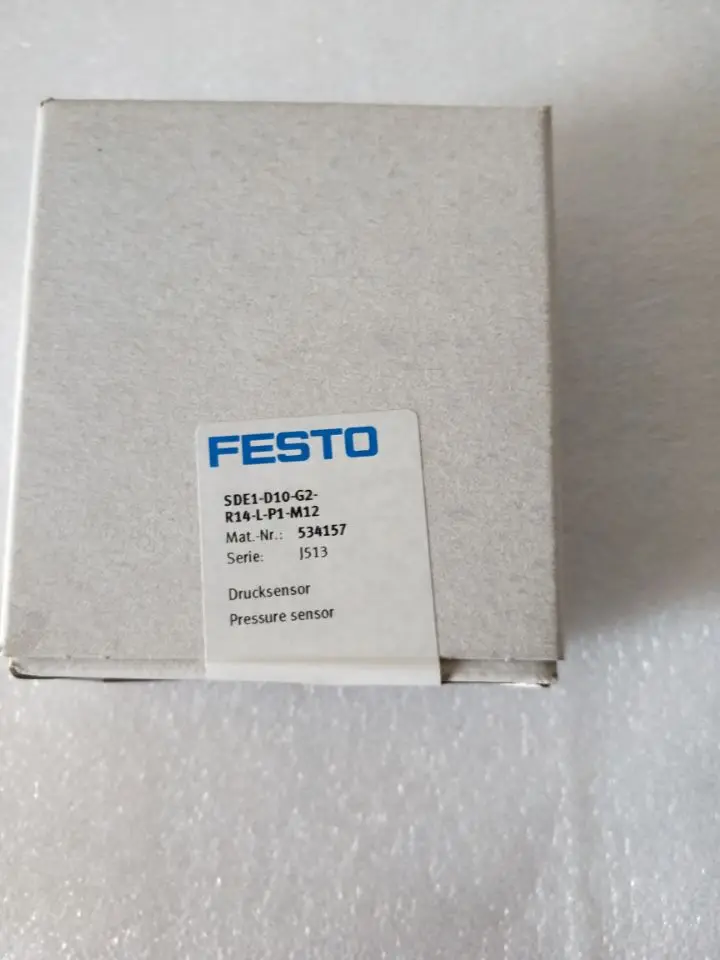 FESTO
SDE1-D10-G2-
R14-L-P1-M12
Mat.-Nr.: 534157
Serie: J513
Drucksensor
Pressure sensor